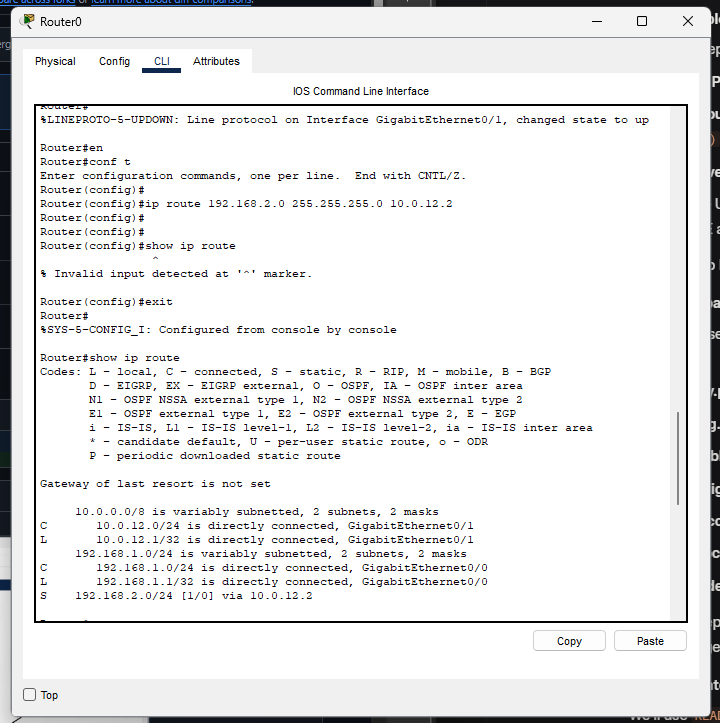 or learn more about diff comparisons.
Router0
Physical Config CLI Attributes
IOS Command Line Interface
Router#
%LINEPROTO-5-UPDOWN: Line protocol on Interface GigabitEthernet0/1, changed state to up
Router#en
Router#conf t
Enter configuration commands, one per line.  End with CNTL/Z.
Router(config)#
Router(config)#ip route 192.168.2.0 255.255.255.0 10.0.12.2
Router(config)#
Router(config)#
Router(config)#show ip route
^
% Invalid input detected at '^' marker.
Router(config)#exit
Router#
%SYS-5-CONFIG_I: Configured from console by console
Router#show ip route
Codes: L - local, C - connected, S - static, R - RIP, M - mobile, B - BGP
D - EIGRP, EX - EIGRP external, O - OSPF, IA - OSPF inter area
N1 - OSPF NSSA external type 1, N2 - OSPF NSSA external type 2
E1 - OSPF external type 1, E2 - OSPF external type 2, E - EGP
i - IS-IS, L1 - IS-IS level-1, L2 - IS-IS level-2, ia - IS-IS inter area
* - candidate default, U - per-user static route, o - ODR
P - periodic downloaded static route
Gateway of last resort is not set
10.0.0.0/8 is variably subnetted, 2 subnets, 2 masks
C 10.0.12.0/24 is directly connected, GigabitEthernet0/1
L 10.0.12.1/32 is directly connected, GigabitEthernet0/1
192.168.1.0/24 is variably subnetted, 2 subnets, 2 masks
C 192.168.1.0/24 is directly connected, GigabitEthernet0/0
L 192.168.1.1/32 is directly connected, GigabitEthernet0/0
S 192.168.2.0/24 [1/0] via 10.0.12.2
Copy Paste
Top